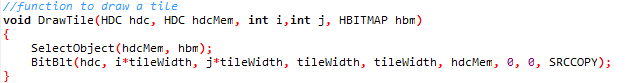 //function to draw a tile
void DrawTile(HDC hdc, HDC hdcMem, int i,int j, HBITMAP hbm)
{
    SelectObject(hdcMem, hbm);
    BitBlt(hdc, i*tileWidth, j*tileWidth, tileWidth, tileWidth, hdcMem, 0, 0, SRCCOPY);
}